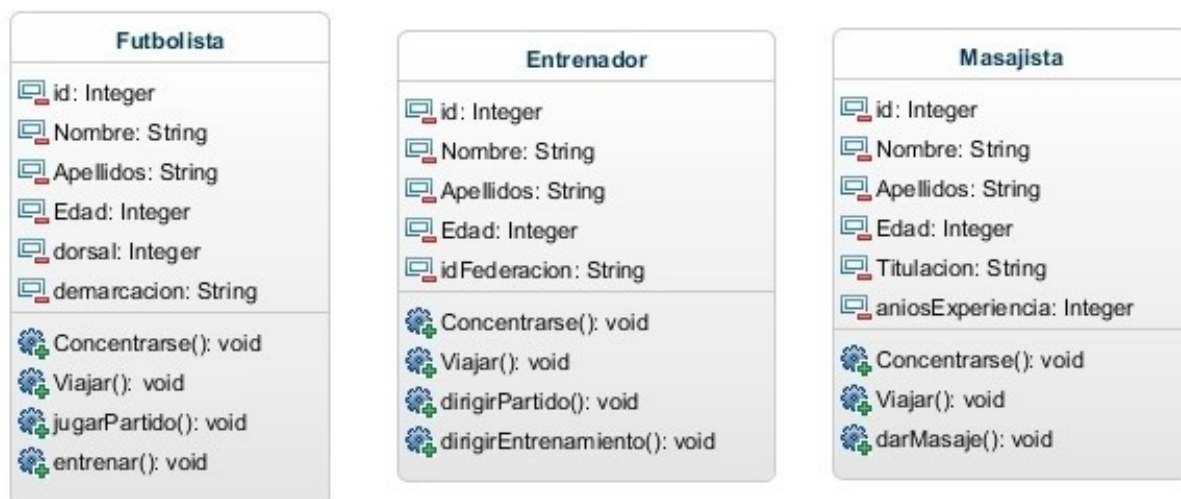 Futbolista
id: Integer
Nombre: String
Apellidos: String
Edad: Integer
dorsal: Integer
demarcacion: String
Concentrarse(): void
Viajar(): void
jugarPartido(): void
entrenar(): void
Entrenador
id: Integer
Nombre: String
Apellidos: String
Edad: Integer
idFederacion: String
Concentrarse(): void
Viajar(): void
dirigirPartido(): void
dirigirEntrenamiento(): void
Masajista
id: Integer
Nombre: String
Apellidos: String
Edad: Integer
Titulacion: String
aniosExperiencia: Integer
Concentrarse(): void
Viajar(): void
darMasaje(): void